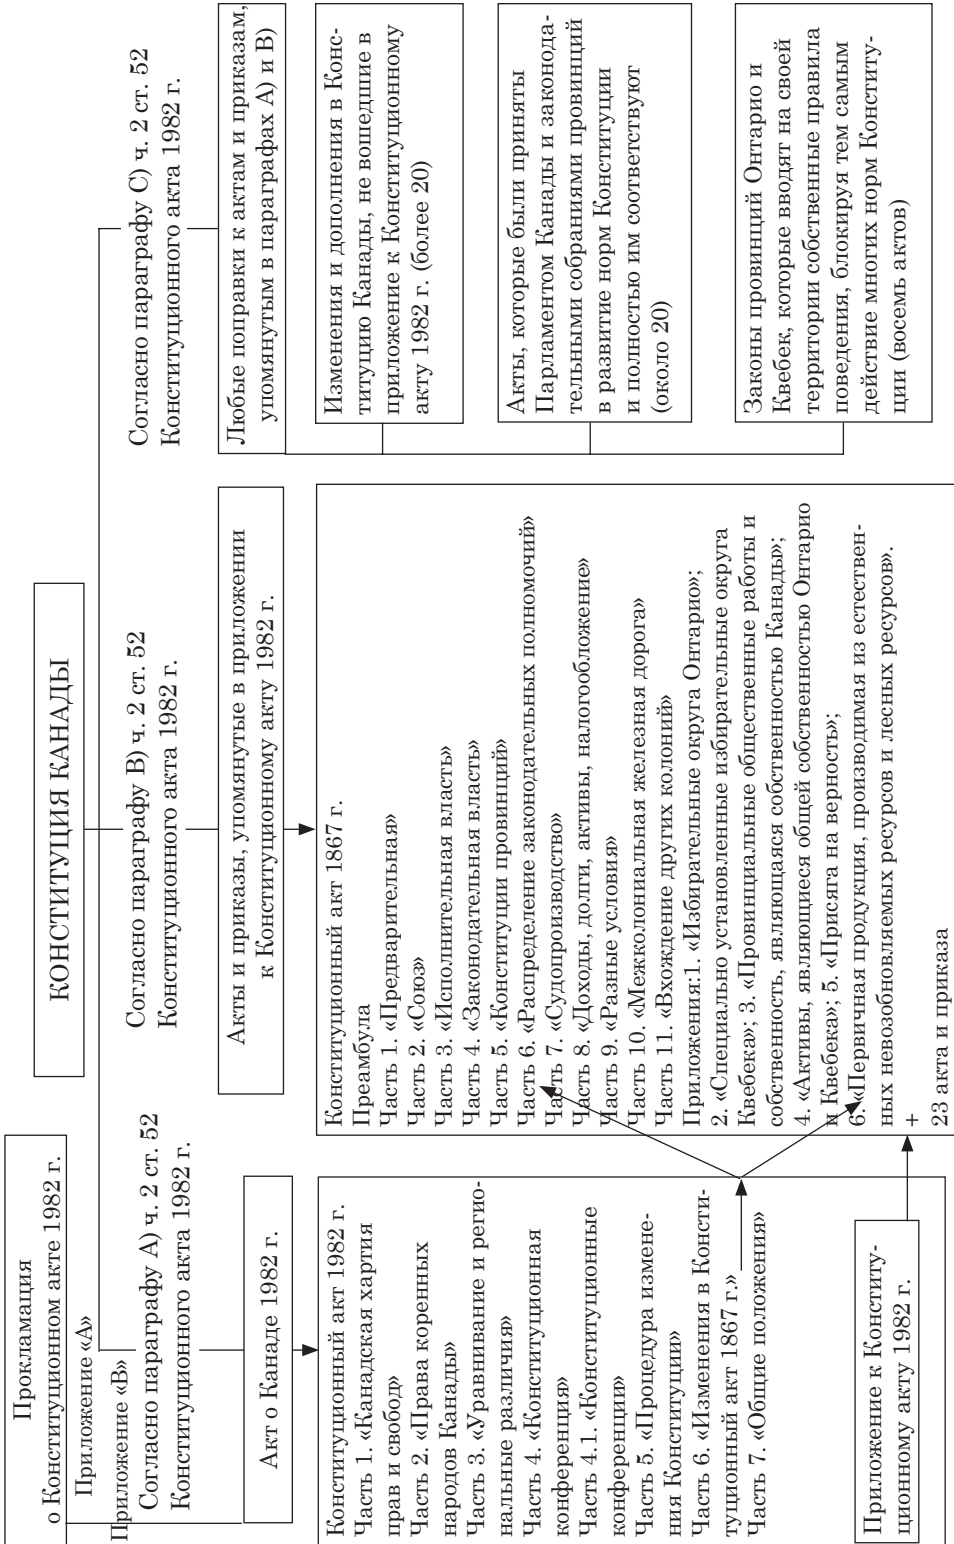 КОНСТИТУЦИЯ КАНАДЫ
Прокламация
о Конституционном акте 1982 г.
Приложение «А»
Приложение «В»
Согласно параграфу А) ч. 2 ст. 52
Конституционного акта 1982 г.
Акт о Канаде 1982 г.
Конституционный акт 1982 г.
Часть 1. «Канадская хартия
прав и свобод»
Часть 2. «Права коренных
народов Канады»
Часть 3. «Уравнивание и регио-
нальные различия»
Часть 4. «Конституционная
конференция»
Часть 4.1. «Конституционные
конференции»
Часть 5. «Процедура измене-
ния Конституции»
Часть 6. «Изменения в Консти-
туционный акт 1867 г.»
Часть 7. «Общие положения»
Приложение к Конститу-
ционному акту 1982 г.
Согласно параграфу В) ч. 2 ст. 52
Конституционного акта 1982 г.
Акты и приказы, упомянутые в приложении
к Конституционному акту 1982 г.
Конституционный акт 1867 г.
Преамбула
Часть 1. «Предварительная»
Часть 2. «Союз»
Часть 3. «Исполнительная власть»
Часть 4. «Законодательная власть»
Часть 5. «Конституции провинций»
Часть 6. «Распределение законодательных полномочий»
Часть 7. «Судопроизводство»
Часть 8. «Доходы, долги, активы, налогообложение»
Часть 9. «Разные условия»
Часть 10. «Межколониальная железная дорога»
Часть 11. «Вхождение других колоний»
Приложения:1. «Избирательные округа Онтарио»;
2. «Специально установленные избирательные округа
Квебека»; 3. «Провинциальные общественные работы и
собственность, являющаяся собственностью Канады»;
4. «Активы, являющиеся общей собственностью Онтарио
и Квебека»; 5. «Присяга на верность»;
6. «Первичная продукция, производимая из естествен-
ных невозобновляемых ресурсов и лесных ресурсов».
+
23 акта и приказа
Согласно параграфу С) ч. 2 ст. 52
Конституционного акта 1982 г.
Любые поправки к актам и приказам,
упомянутым в параграфах А) и В)
Изменения и дополнения в Конс-
титуцию Канады, не вошедшие в
приложение к Конституционному
акту 1982 г. (более 20)
Акты, которые были приняты
Парламентом Канады и законода-
тельными собраниями провинций
в развитие норм Конституции
и полностью им соответствуют
(около 20)
Законы провинций Онтарио и
Квебек, которые вводят на своей
территории собственные правила
поведения, блокируя тем самым
действие многих норм Конститу-
ции (восемь актов)